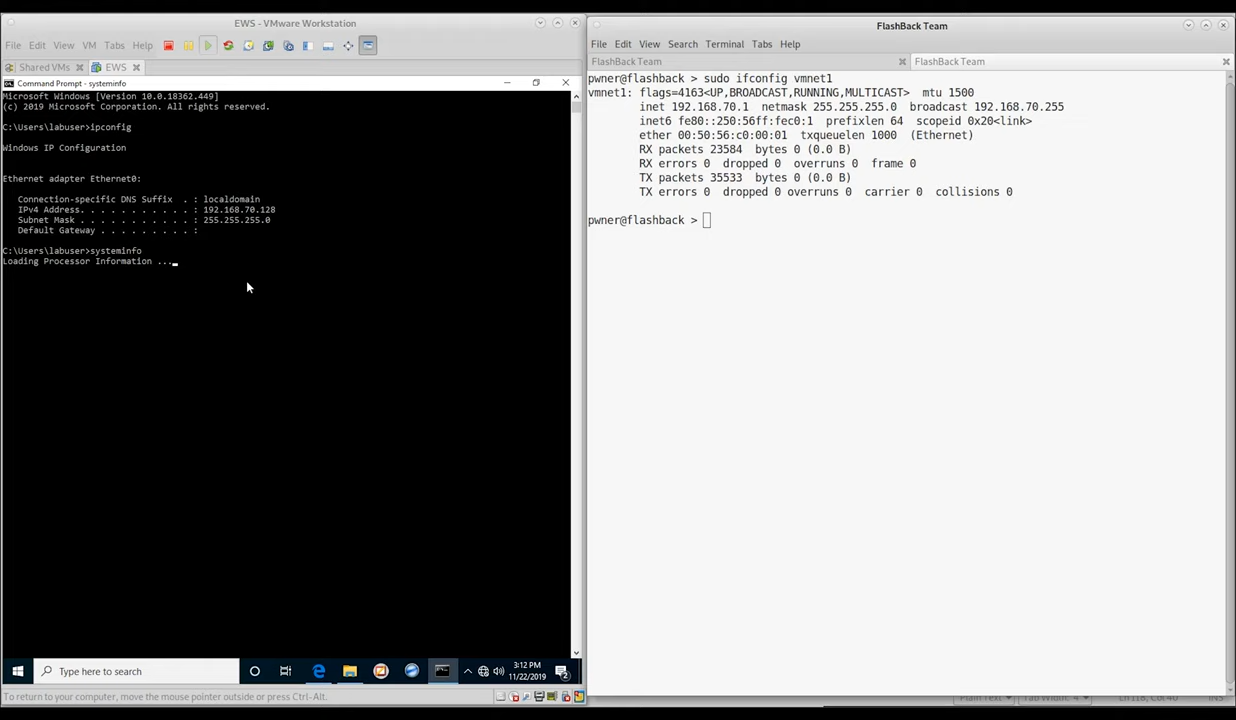 EWS - VMware Workstation
File Edit View VM Tabs Help
Shared VMs
EWS
Command Prompt - systeminfo
Microsoft Windows [Version 10.0.18362.449]
(c) 2019 Microsoft Corporation. All rights reserved.
C:\Users\labuser>ipconfig
Windows IP Configuration
Ethernet adapter Ethernet0:
Connection-specific DNS Suffix . : localdomain
IPv4 Address. . . . . . . . . . . : 192.168.70.128
Subnet Mask . . . . . . . . . . . : 255.255.255.0
Default Gateway . . . . . . . . . :
C:\Users\labuser>systeminfo
Loading Processor Information ...
Type here to search
3:12 PM
11/22/2019
2
To return to your computer, move the mouse pointer outside or press Ctrl-Alt.
FlashBack Team
File Edit View Search Terminal Tabs Help
FlashBack Team
FlashBack Team
pwner@flashback > sudo ifconfig vmnet1
vmnet1: flags=4163<UP,BROADCAST,RUNNING,MULTICAST> mtu 1500
inet 192.168.70.1 netmask 255.255.255.0 broadcast 192.168.70.255
inet6 fe80::250:56ff:fec0:1 prefixlen 64 scopeid 0x20<link>
ether 00:50:56:c0:00:01 txqueuelen 1000 (Ethernet)
RX packets 23584 bytes 0 (0.0 B)
RX errors 0 dropped 0 overruns 0 frame 0
TX packets 35533 bytes 0 (0.0 B)
TX errors 0 dropped 0 overruns 0 carrier 0 collisions 0
pwner@flashback >
Plain Text Tab Width: 4 INS